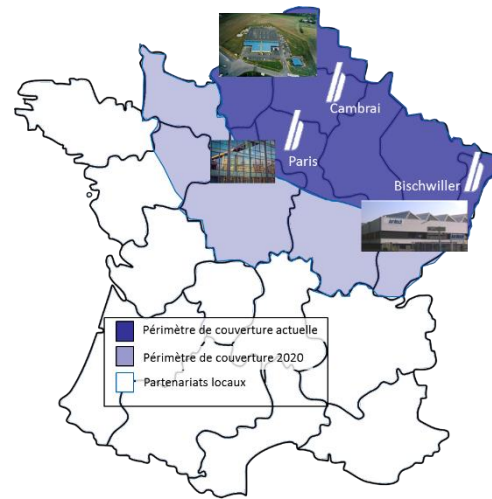 Cambrai
Paris
Bischwiller
Périmètre de couverture actuelle
Périmètre de couverture 2020
Partenariats locaux